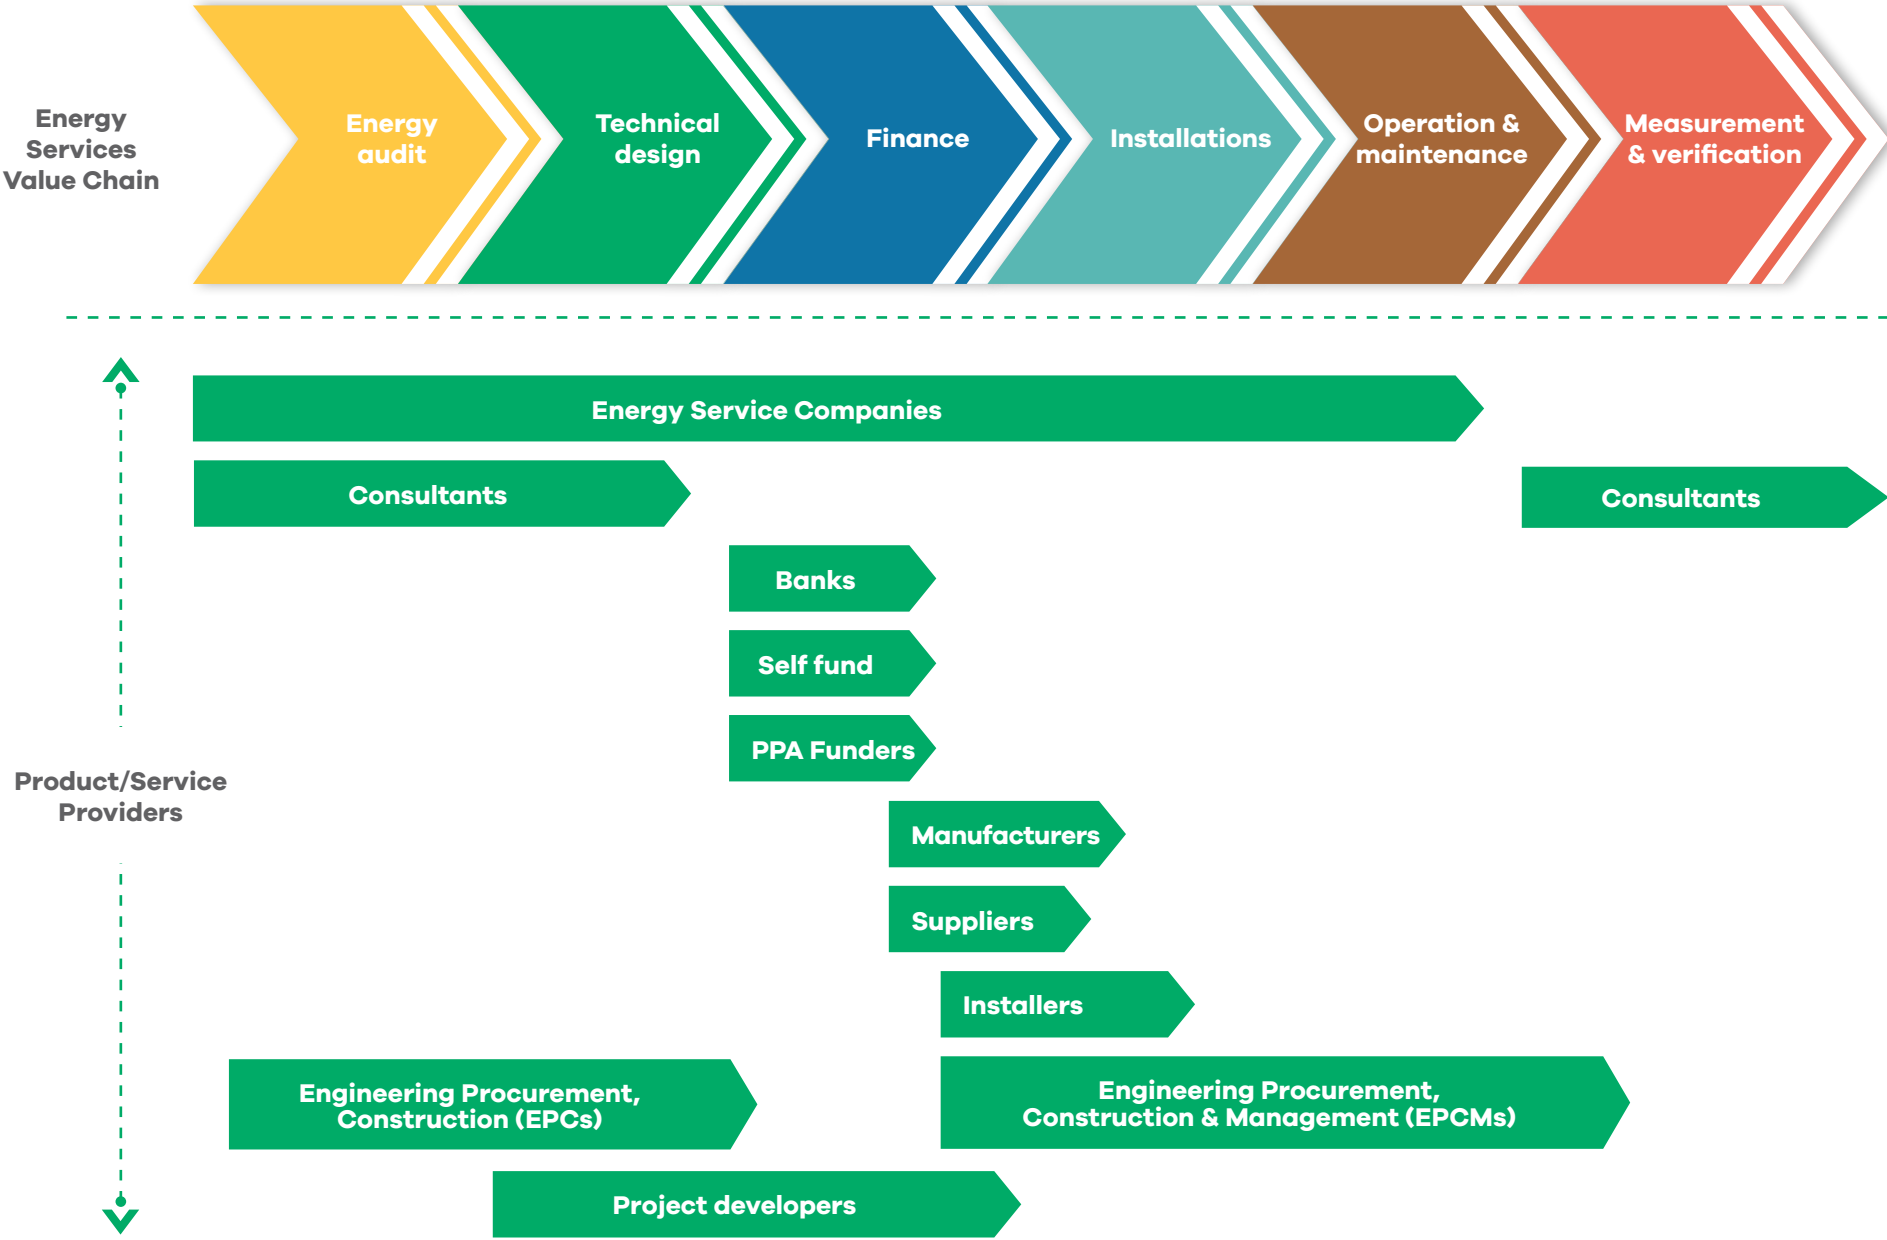 Energy
Services
Value Chain
Energy
audit
Technical
design
Finance
Installations
Operation &
maintenance
Measurement
& verification
Energy Service Companies
Consultants
Consultants
Banks
Self fund
PPA Funders
Product/Service
Providers
Manufacturers
Suppliers
Installers
Engineering Procurement,
Construction (EPCs)
Engineering Procurement,
Construction & Management (EPCMs)
Project developers